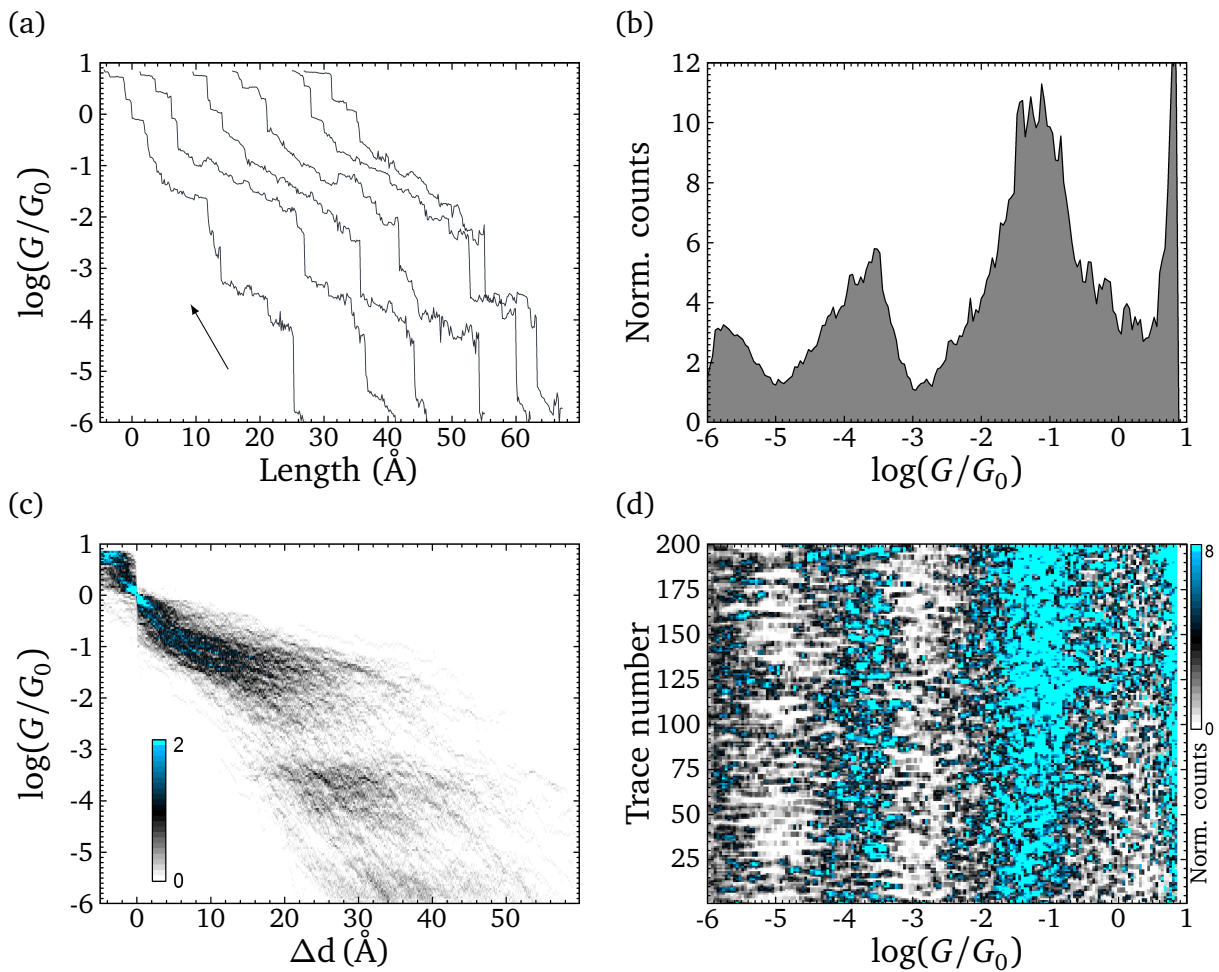 (a)
log(G/G0)
1
0
-1
-2
-3
-4
-5
-6
0 10 20 30 40 50 60
Length (Å)
(b)
Norm. counts
12
10
8
6
4
2
0
-6 -5 -4 -3 -2 -1 0 1
log(G/G0)
(c)
log(G/G0)
1
0
-1
-2
-3
-4
-5
-6
2
0
0 10 20 30 40 50
Δd (Å)
(d)
Trace number
200
175
150
125
100
75
50
25
-6 -5 -4 -3 -2 -1 0 1
log(G/G0)
8
0
Norm. counts